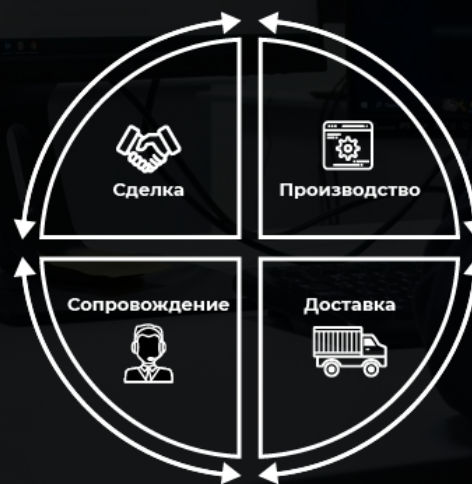 Сделка
Производство
Сопровождение
Доставка